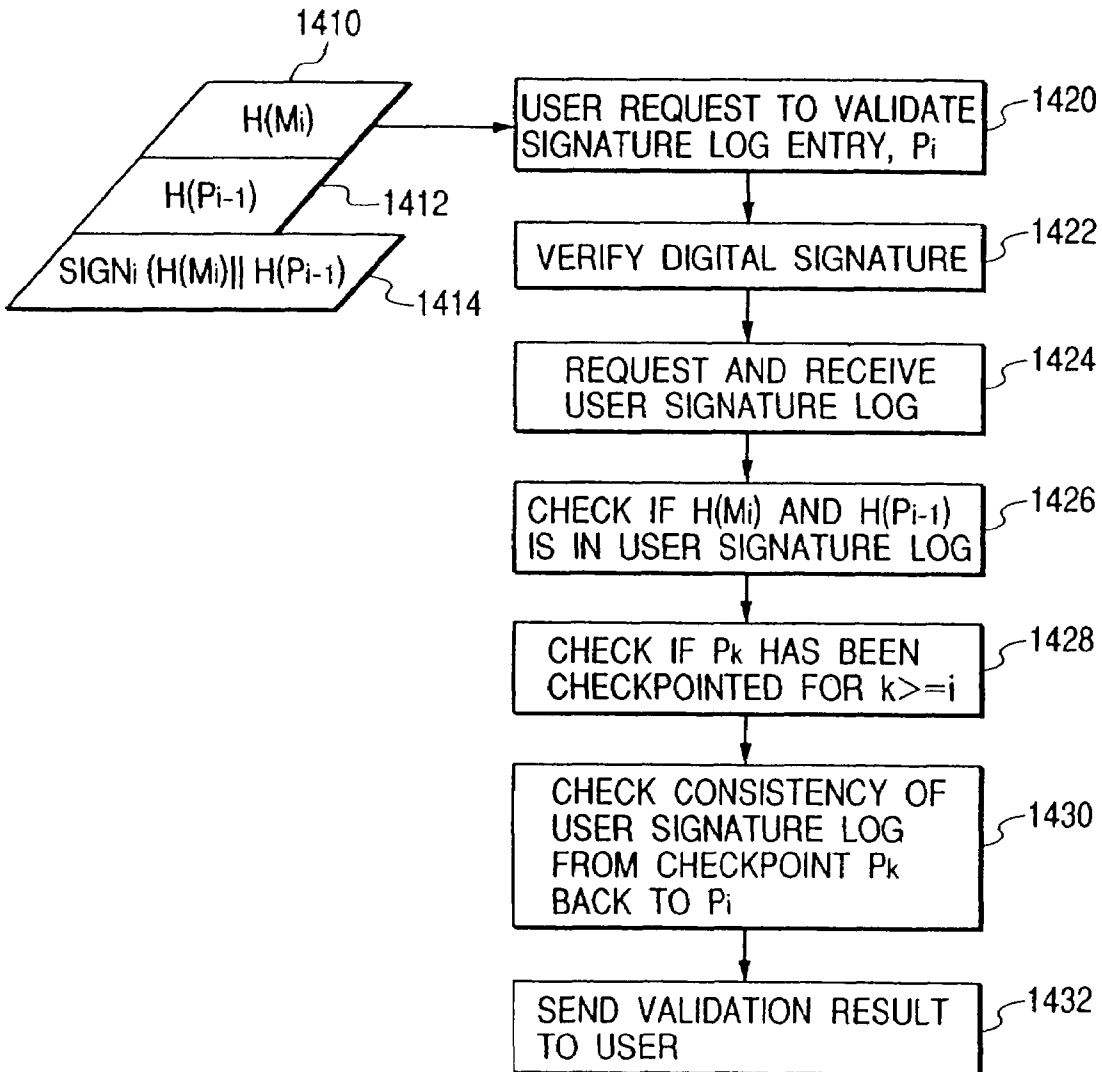 1410
H(Mi)
H(Pi-1)
1412
SIGNi (H(Mi)|| H(Pi-1)
1414
USER REQUEST TO VALIDATE
SIGNATURE LOG ENTRY, Pi
1420
VERIFY DIGITAL SIGNATURE
1422
REQUEST AND RECEIVE
USER SIGNATURE LOG
1424
CHECK IF H(Mi) AND H(Pi-1)
IS IN USER SIGNATURE LOG
1426
CHECK IF Pk HAS BEEN
CHECKPOINTED FOR k>=i
1428
CHECK CONSISTENCY OF
USER SIGNATURE LOG
FROM CHECKPOINT Pk
BACK TO Pi
1430
SEND VALIDATION RESULT
TO USER
1432